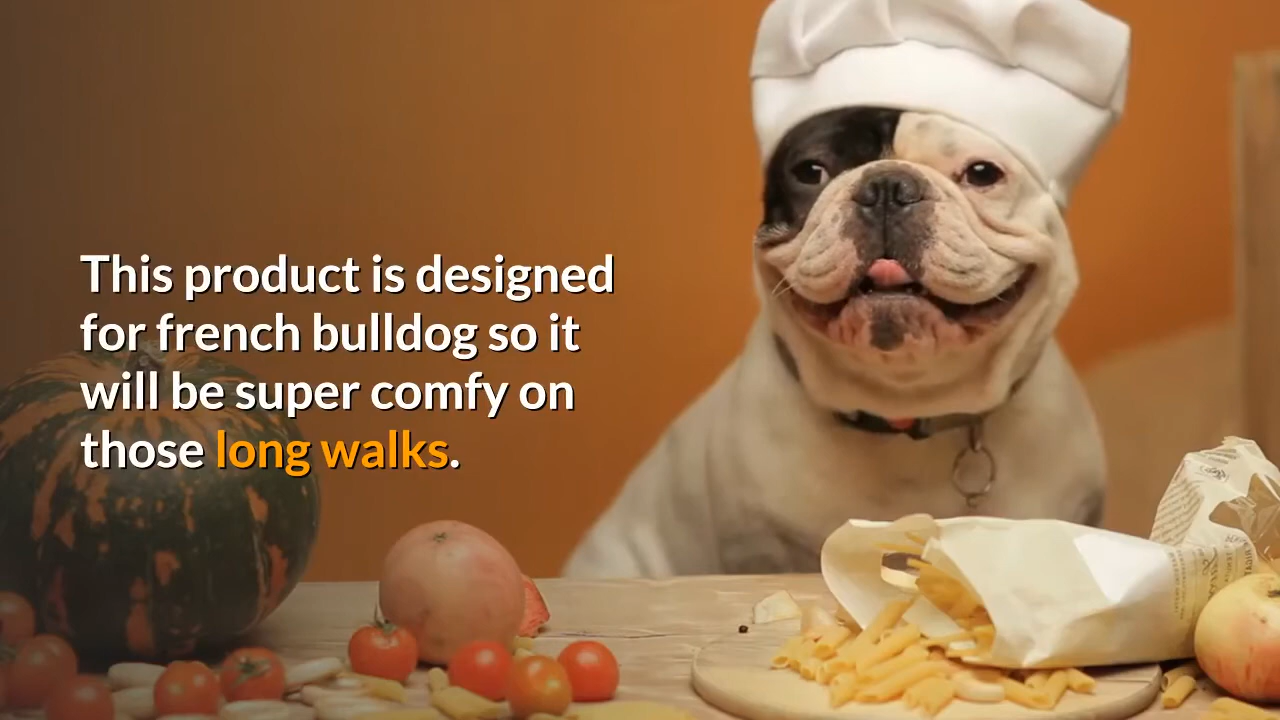 This product is designed
for french bulldog so it
will be super comfy on
those long walks.